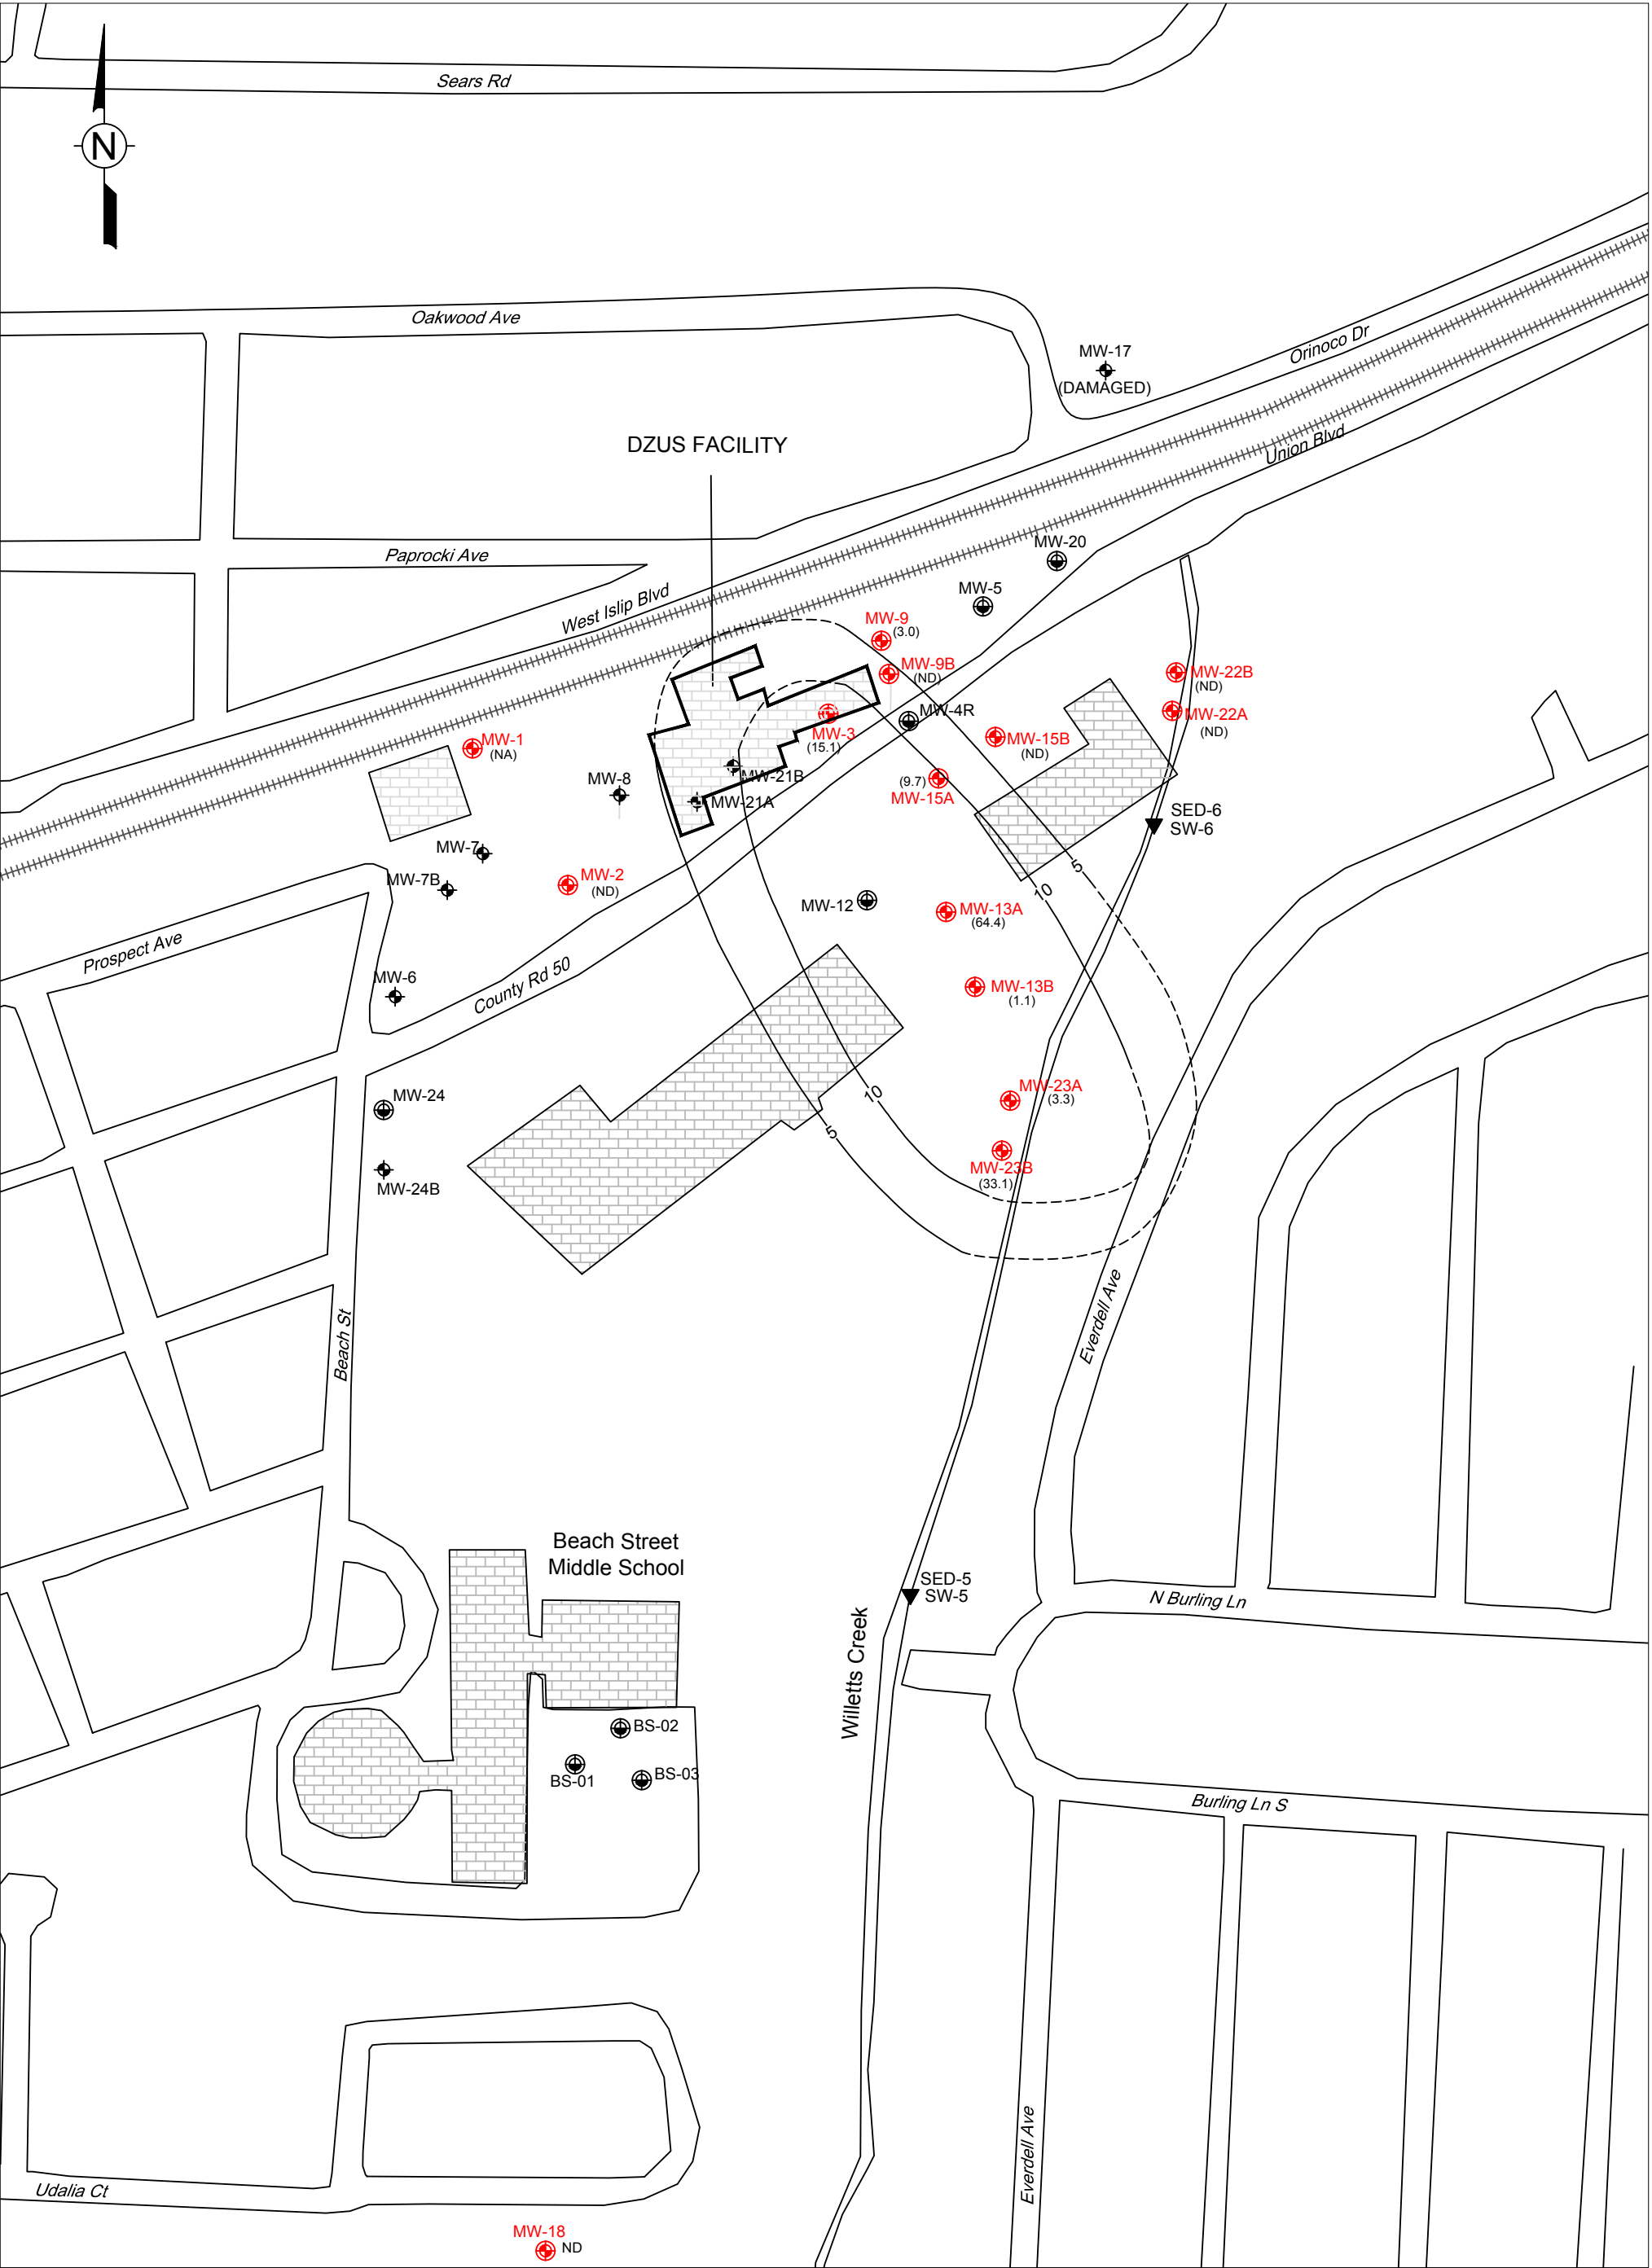 Sears Rd
N
Oakwood Ave
MW-17
(DAMAGED)
Orinoco Dr
Union Blvd
DZUS FACILITY
Paprocki Ave
West Islip Blvd
MW-20
MW-5
MW-9
(3.0)
MW-9B
(ND)
MW-22B
(ND)
MW-22A
(ND)
MW-4R
MW-3
(15.1)
MW-15B
(ND)
MW-1
(NA)
MW-8
MW-21B
MW-21A
(9.7)
MW-15A
SED-6
SW-6
MW-7
MW-7B
MW-2
(ND)
5
10
MW-12
MW-13A
(64.4)
Prospect Ave
MW-6
County Rd 50
MW-13B
(1.1)
MW-24
10
5
MW-23A
(3.3)
MW-23B
(33.1)
MW-24B
Beach St
Everdell Ave
Beach Street
Middle School
SED-5
SW-5
N Burling Ln
Willetts Creek
BS-02
BS-01
BS-03
Burling Ln S
Everdell Ave
Udalia Ct
MW-18
ND